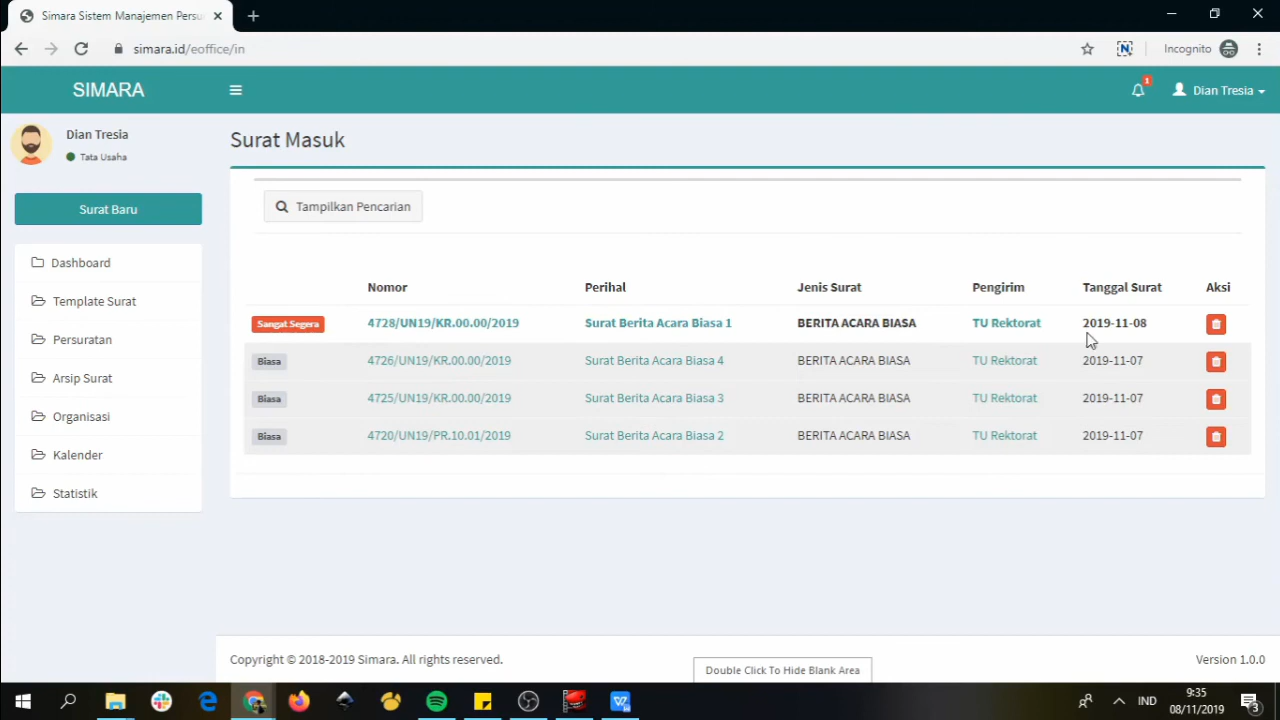 Simara Sistem Manajemen Persu
simara.id/eoffice/in
Incognito
SIMARA
1
Dian Tresia
Dian Tresia
Tata Usaha
Surat Baru
Dashboard
Template Surat
Persuratan
Arsip Surat
Organisasi
Kalender
Statistik
Surat Masuk
Tampilkan Pencarian
Nomor Perihal Jenis Surat Pengirim Tanggal Surat Aksi
Sangat Segera 4728/UN19/KR.00.00/2019 Surat Berita Acara Biasa 1 BERITA ACARA BIASA TU Rektorat 2019-11-08
Biasa 4726/UN19/KR.00.00/2019 Surat Berita Acara Biasa 4 BERITA ACARA BIASA TU Rektorat 2019-11-07
Biasa 4725/UN19/KR.00.00/2019 Surat Berita Acara Biasa 3 BERITA ACARA BIASA TU Rektorat 2019-11-07
Biasa 4720/UN19/PR.10.01/2019 Surat Berita Acara Biasa 2 BERITA ACARA BIASA TU Rektorat 2019-11-07
Copyright © 2018-2019 Simara. All rights reserved.
Double Click To Hide Blank Area
Version 1.0.0
IND
9:35
08/11/2019
3